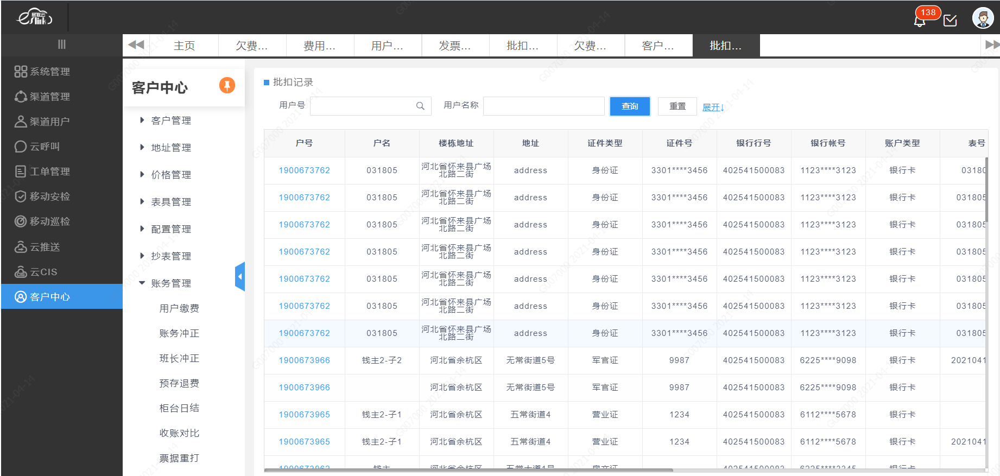 易联云
eslink
138
主页 欠费... 费用... 用户... 发票... 批扣... 欠费... 客户... 批扣...
系统管理
渠道管理
渠道用户
云呼叫
工单管理
移动安检
移动巡检
云推送
云CIS
客户中心
客户中心
客户管理
地址管理
价格管理
表具管理
配置管理
抄表管理
账务管理
用户缴费
账务冲正
班长冲正
预存退费
柜台日结
收账对比
票据重打
批扣记录
用户号 用户名称 查询 重置 展开↓
户号 户名 楼栋地址 地址 证件类型 证件号 银行行号 银行帐号 账户类型 表号
1900673762 031805 河北省怀来县广场北路二街 address 身份证 3301****3456 402541500083 1123****3123 银行卡 03180
1900673762 031805 河北省怀来县广场北路二街 address 身份证 3301****3456 402541500083 1123****3123 银行卡 031805
1900673762 031805 河北省怀来县广场北路二街 address 身份证 3301****3456 402541500083 1123****3123 银行卡 031805
1900673762 031805 河北省怀来县广场北路二街 address 身份证 3301****3456 402541500083 1123****3123 银行卡 031805
1900673762 031805 河北省怀来县广场北路二街 address 身份证 3301****3456 402541500083 1123****3123 银行卡 031805
1900673762 031805 河北省怀来县广场北路二街 address 身份证 3301****3456 402541500083 1123****3123 银行卡 031805
1900673762 031805 河北省怀来县广场北路二街 address 身份证 3301****3456 402541500083 1123****3123 银行卡 031805
1900673966 钱主2-子2 河北省余杭区 无常街道5号 军官证 9987 402541500083 6225****9098 银行卡 2021041
1900673966 河北省余杭区 无常街道5号 军官证 9987 402541500083 6225****9098 银行卡
1900673965 钱主2-子1 河北省余杭区 五常街道4 营业证 1234 402541500083 6112****5678 银行卡
1900673965 钱主2-子1 河北省余杭区 五常街道4 营业证 1234 402541500083 6112****5678 银行卡 2021041
G007000 2021-04-14